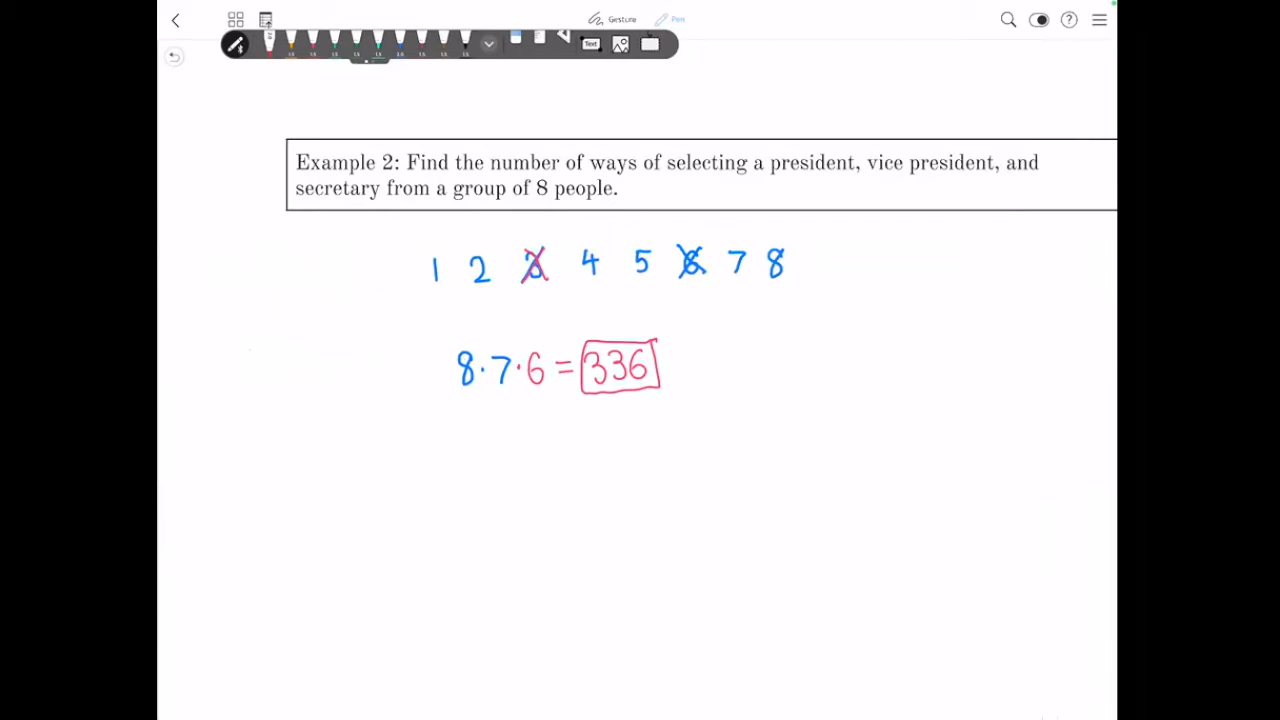 Gesture Pen
Text
Example 2: Find the number of ways of selecting a president, vice president, and
secretary from a group of 8 people.
1 2 3 4 5 6 7 8
8·7·6 = 336